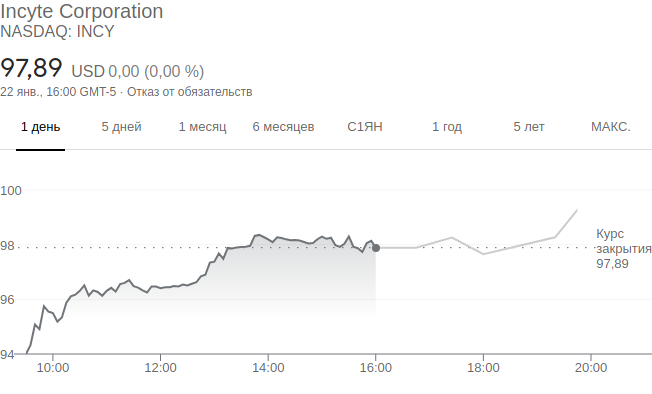 Incyte Corporation
NASDAQ: INCY
97,89 USD 0,00 (0,00 %)
22 янв., 16:00 GMT-5 · Отказ от обязательств
1 день 5 дней 1 месяц 6 месяцев С1ЯН 1 год 5 лет МАКС.
100
98
96
94
Курс
закрытия
97,89
10:00 12:00 14:00 16:00 18:00 20:00